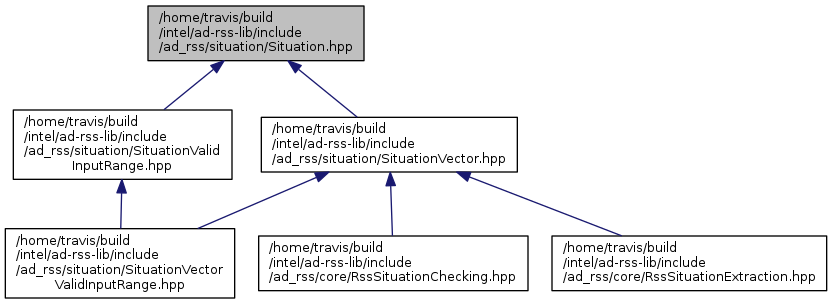 /home/travis/build
/intel/ad-rss-lib/include
/ad_rss/situation/Situation.hpp
/home/travis/build
/intel/ad-rss-lib/include
/ad_rss/situation/SituationValid
InputRange.hpp
/home/travis/build
/intel/ad-rss-lib/include
/ad_rss/situation/SituationVector.hpp
/home/travis/build
/intel/ad-rss-lib/include
/ad_rss/situation/SituationVector
ValidInputRange.hpp
/home/travis/build
/intel/ad-rss-lib/include
/ad_rss/core/RssSituationChecking.hpp
/home/travis/build
/intel/ad-rss-lib/include
/ad_rss/core/RssSituationExtraction.hpp